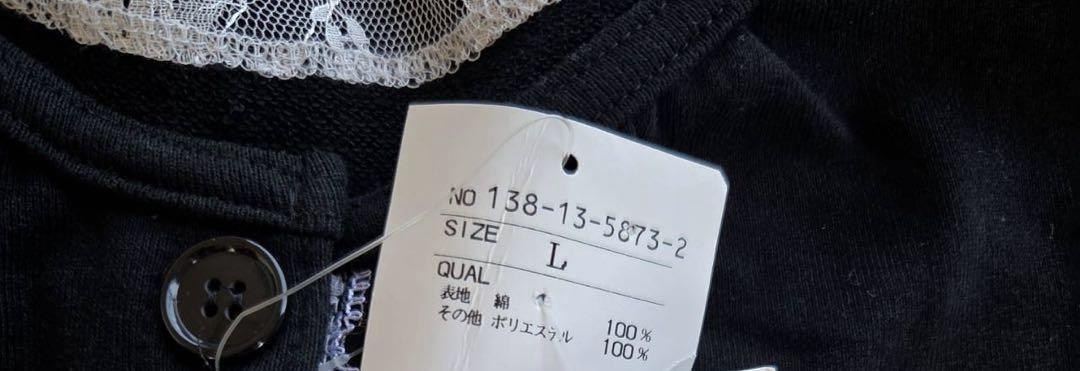 NO 138-13-5873-2
SIZE L
QUAL
表地 綿 100%
その他 ポリエステル 100%